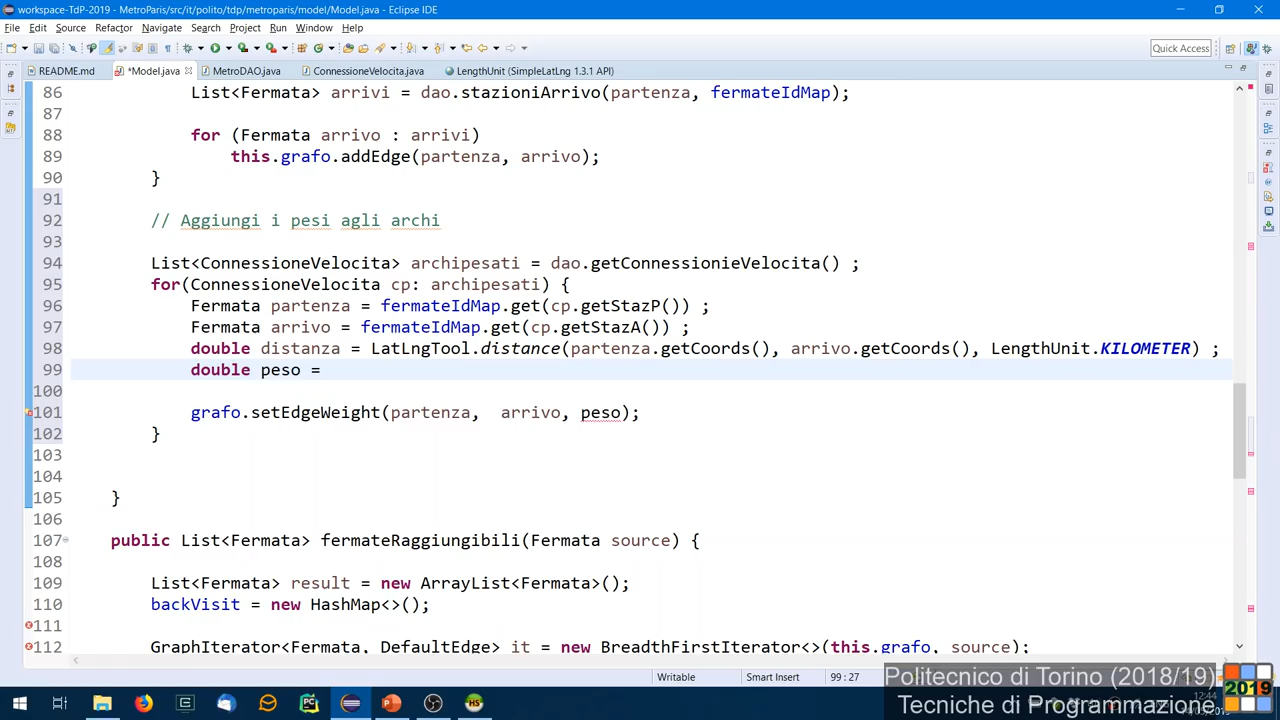 workspace-TdP-2019 - MetroParis/src/it/polito/tdp/metroparis/model/Model.java - Eclipse IDE
File Edit Source Refactor Navigate Search Project Run Window Help
Quick Access
README.md *Model.java MetroDAO.java ConnessioneVelocita.java LengthUnit (SimpleLatLng 1.3.1 API)
86 List<Fermata> arrivi = dao.stazioniArrivo(partenza, fermateIdMap);
87
88 for (Fermata arrivo : arrivi)
89 this.grafo.addEdge(partenza, arrivo);
90 }
91
92 // Aggiungi i pesi agli archi
93
94 List<ConnessioneVelocita> archipesati = dao.getConnessionieVelocita() ;
95 for(ConnessioneVelocita cp: archipesati) {
96 Fermata partenza = fermateIdMap.get(cp.getStazP()) ;
97 Fermata arrivo = fermateIdMap.get(cp.getStazA()) ;
98 double distanza = LatLngTool.distance(partenza.getCoords(), arrivo.getCoords(), LengthUnit.KILOMETER) ;
99 double peso =
100
101 grafo.setEdgeWeight(partenza, arrivo, peso);
102 }
103
104
105 }
106
107 public List<Fermata> fermateRaggiungibili(Fermata source) {
108
109 List<Fermata> result = new ArrayList<Fermata>();
110 backVisit = new HashMap<>();
111
112 GraphIterator<Fermata, DefaultEdge> it = new BreadthFirstIterator<>(this.grafo, source);
Writable Smart Insert 99 : 27
Politecnico di Torino (2018/19)
Tecniche di Programmazione
2019
12:44